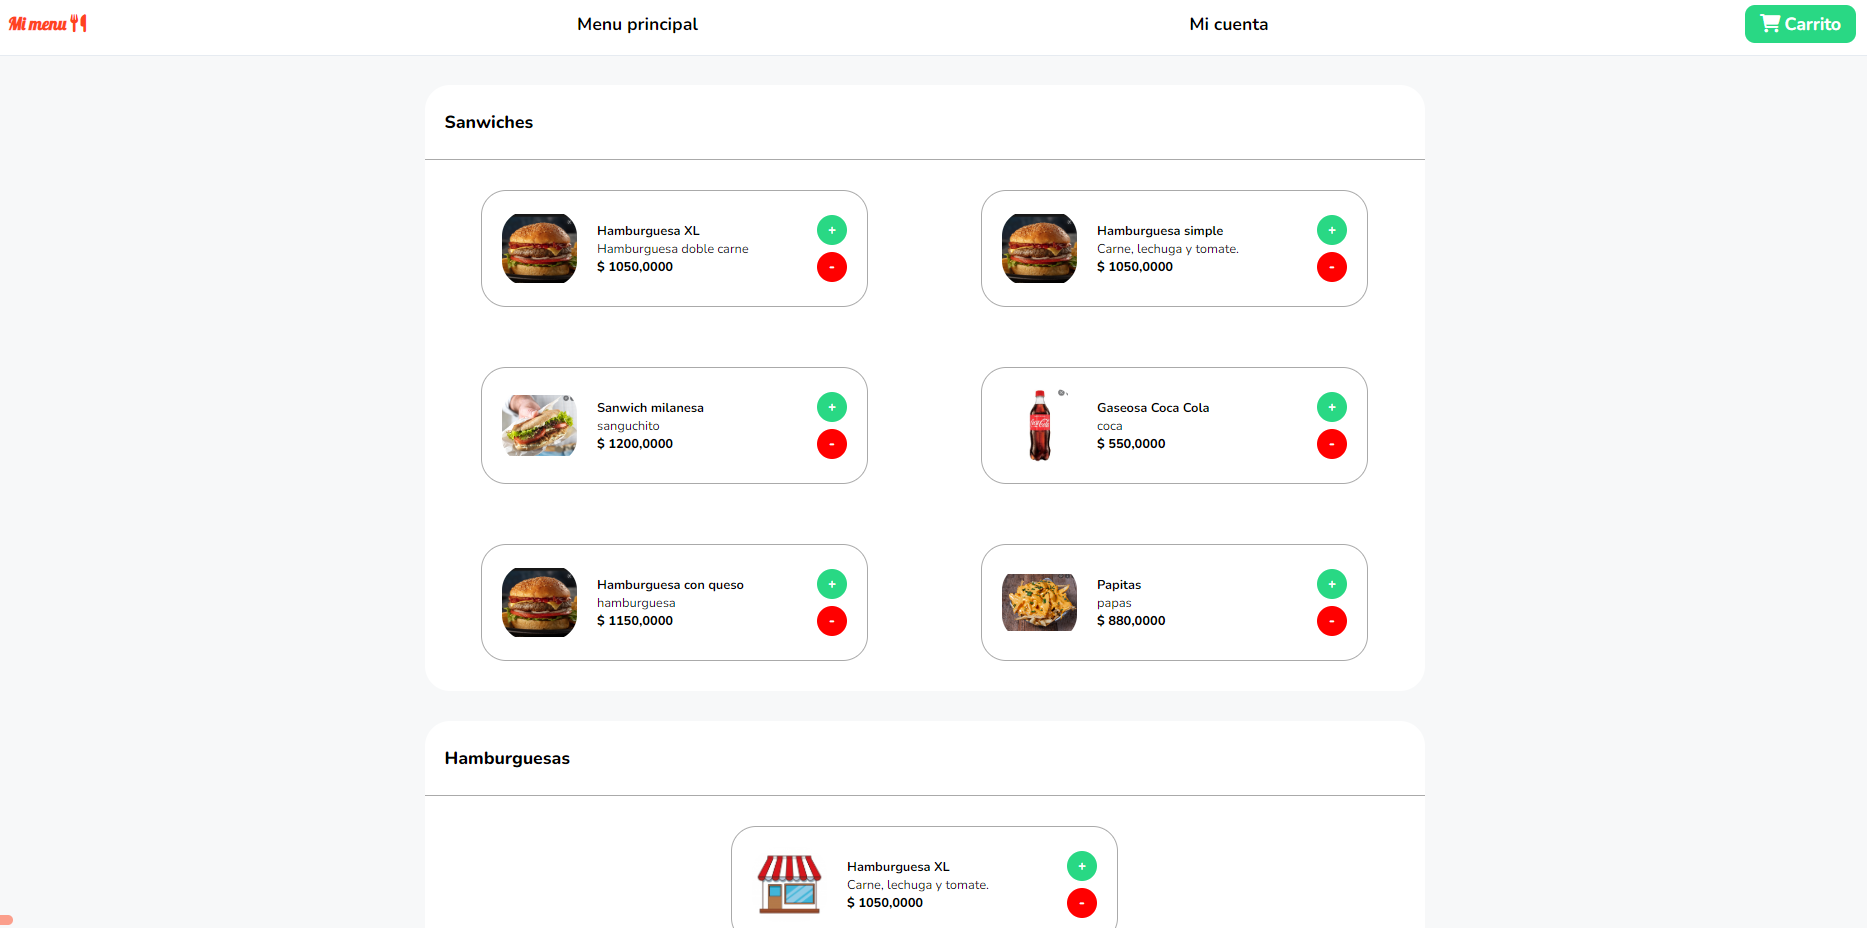 Mi menu
Menu principal
Mi cuenta
Carrito
Sanwiches
Hamburguesa XL
Hamburguesa doble carne
$ 1050,0000
+
-
Hamburguesa simple
Carne, lechuga y tomate.
$ 1050,0000
+
-
Sanwich milanesa
sanguchito
$ 1200,0000
+
-
Coca-Cola
Gaseosa Coca Cola
coca
$ 550,0000
+
-
Hamburguesa con queso
hamburguesa
$ 1150,0000
+
-
Papitas
papas
$ 880,0000
+
-
Hamburguesas
Hamburguesa XL
Carne, lechuga y tomate.
$ 1050,0000
+
-